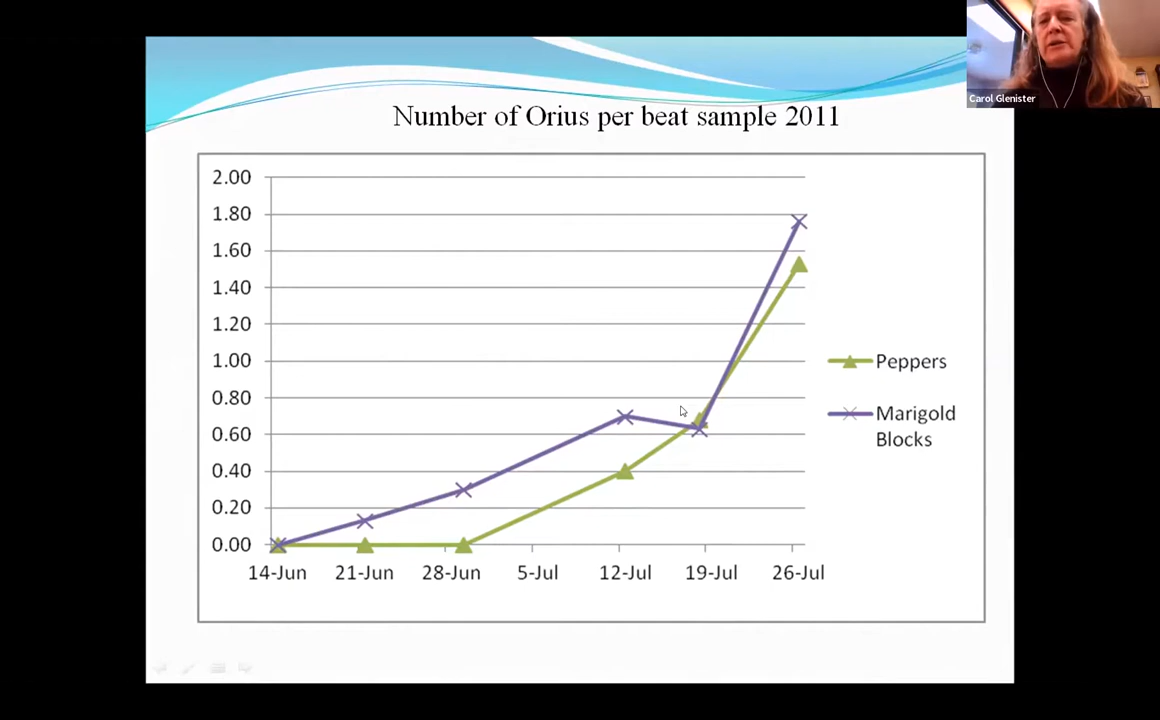 Carol Glenister
Number of Orius per beat sample 2011
2.00
1.80
1.60
1.40
1.20
1.00
0.80
0.60
0.40
0.20
0.00
14-Jun 21-Jun 28-Jun 5-Jul 12-Jul 19-Jul 26-Jul
Peppers
Marigold
Blocks